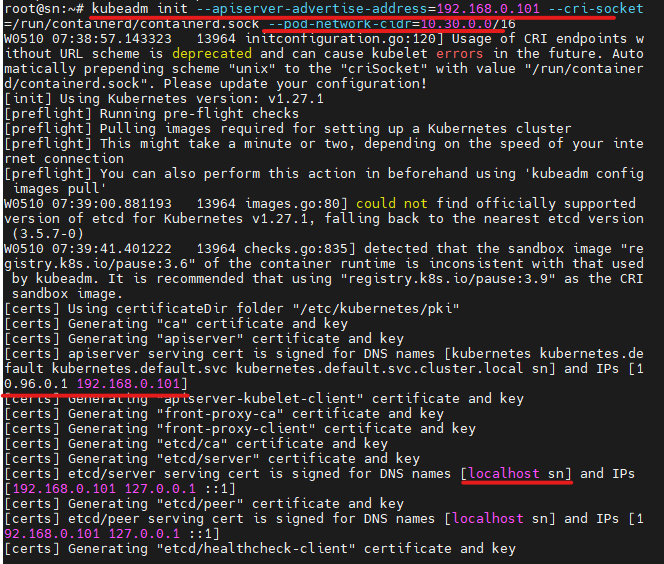 root@sn:~# kubeadm init --apiserver-advertise-address=192.168.0.101 --cri-socket
=/run/containerd/containerd.sock --pod-network-cidr=10.30.0.0/16
W0510 07:38:57.143323   13964 initconfiguration.go:120] Usage of CRI endpoints w
ithout URL scheme is deprecated and can cause kubelet errors in the future. Auto
matically prepending scheme "unix" to the "criSocket" with value "/run/container
d/containerd.sock". Please update your configuration!
[init] Using Kubernetes version: v1.27.1
[preflight] Running pre-flight checks
[preflight] Pulling images required for setting up a Kubernetes cluster
[preflight] This might take a minute or two, depending on the speed of your inte
rnet connection
[preflight] You can also perform this action in beforehand using 'kubeadm config
 images pull'
W0510 07:39:00.881193   13964 images.go:80] could not find officially supported
version of etcd for Kubernetes v1.27.1, falling back to the nearest etcd version
 (3.5.7-0)
W0510 07:39:41.401222   13964 checks.go:835] detected that the sandbox image "re
gistry.k8s.io/pause:3.6" of the container runtime is inconsistent with that used
 by kubeadm. It is recommended that using "registry.k8s.io/pause:3.9" as the CRI
 sandbox image.
[certs] Using certificateDir folder "/etc/kubernetes/pki"
[certs] Generating "ca" certificate and key
[certs] Generating "apiserver" certificate and key
[certs] apiserver serving cert is signed for DNS names [kubernetes kubernetes.de
fault kubernetes.default.svc kubernetes.default.svc.cluster.local sn] and IPs [1
0.96.0.1 192.168.0.101]
[certs] Generating "apiserver-kubelet-client" certificate and key
[certs] Generating "front-proxy-ca" certificate and key
[certs] Generating "front-proxy-client" certificate and key
[certs] Generating "etcd/ca" certificate and key
[certs] Generating "etcd/server" certificate and key
[certs] etcd/server serving cert is signed for DNS names [localhost sn] and IPs
[192.168.0.101 127.0.0.1 ::1]
[certs] Generating "etcd/peer" certificate and key
[certs] etcd/peer serving cert is signed for DNS names [localhost sn] and IPs [1
92.168.0.101 127.0.0.1 ::1]
[certs] Generating "etcd/healthcheck-client" certificate and key